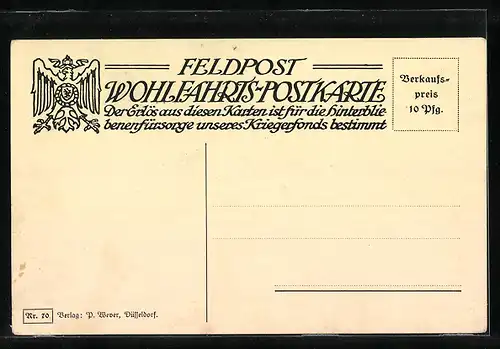 FELDPOST
WOHLFAHRTS-POSTKARTE
Der Erlös aus diesen Karten ist für die Hinterblie
benenfürsorge unseres Kriegerfonds bestimmt
Verkaufs-
preis
10 Pfg.
Nr. 70 Verlag: P. Wever, Düsseldorf.